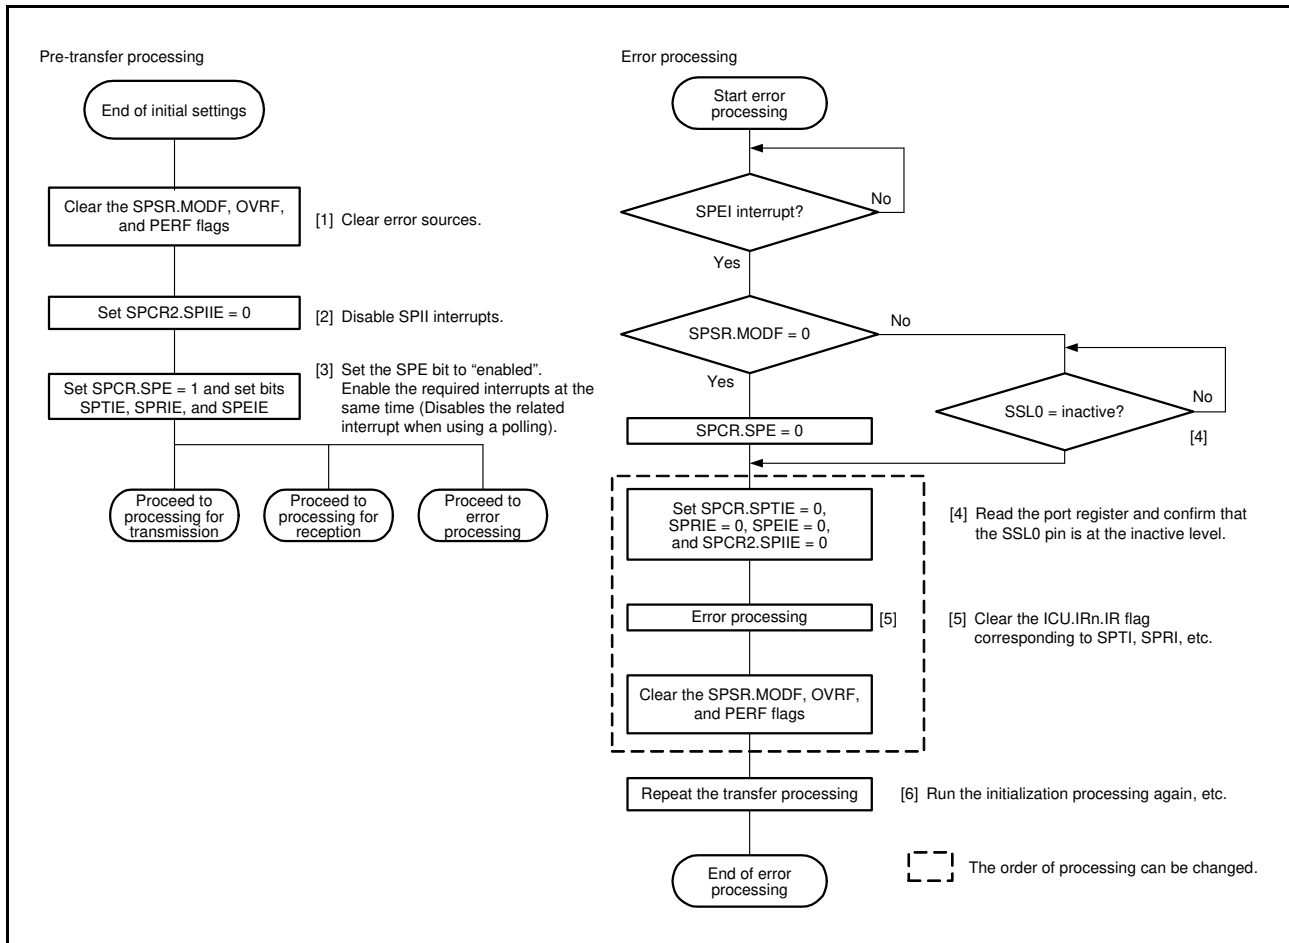 Pre-transfer processing
End of initial settings
Clear the SPSR.MODF, OVRF,
and PERF flags
[1] Clear error sources.
Set SPCR2.SPIIE = 0
[2] Disable SPII interrupts.
Set SPCR.SPE = 1 and set bits
SPTIE, SPRIE, and SPEIE
[3] Set the SPE bit to “enabled”.
Enable the required interrupts at the
same time (Disables the related
interrupt when using a polling).
Proceed to
processing for
transmission
Proceed to
processing for
reception
Proceed to
error
processing
Error processing
Start error
processing
SPEI interrupt?
No
Yes
SPSR.MODF = 0
No
Yes
SSL0 = inactive?
No
[4]
SPCR.SPE = 0
Set SPCR.SPTIE = 0,
SPRIE = 0, SPEIE = 0,
and SPCR2.SPIIE = 0
[4] Read the port register and confirm that
the SSL0 pin is at the inactive level.
Error processing
[5]
[5] Clear the ICU.IRn.IR flag
corresponding to SPTI, SPRI, etc.
Clear the SPSR.MODF, OVRF,
and PERF flags
Repeat the transfer processing
[6] Run the initialization processing again, etc.
End of error
processing
The order of processing can be changed.